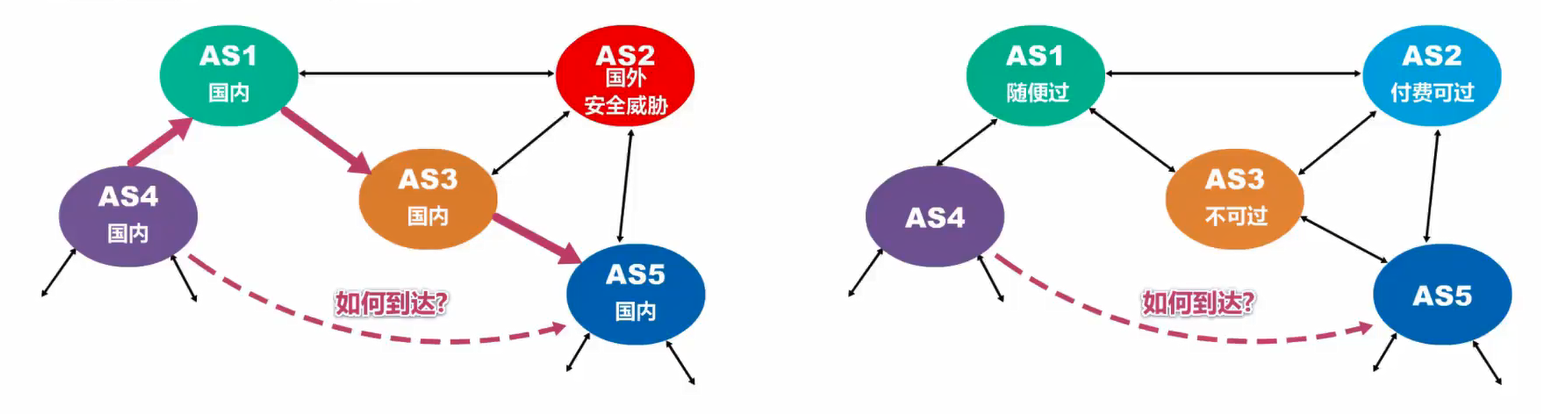 AS1
国内
AS2
国外
安全威胁
AS3
国内
AS4
国内
AS5
国内
如何到达?
AS1
随便过
AS2
付费可过
AS3
不可过
AS4
AS5
如何到达?